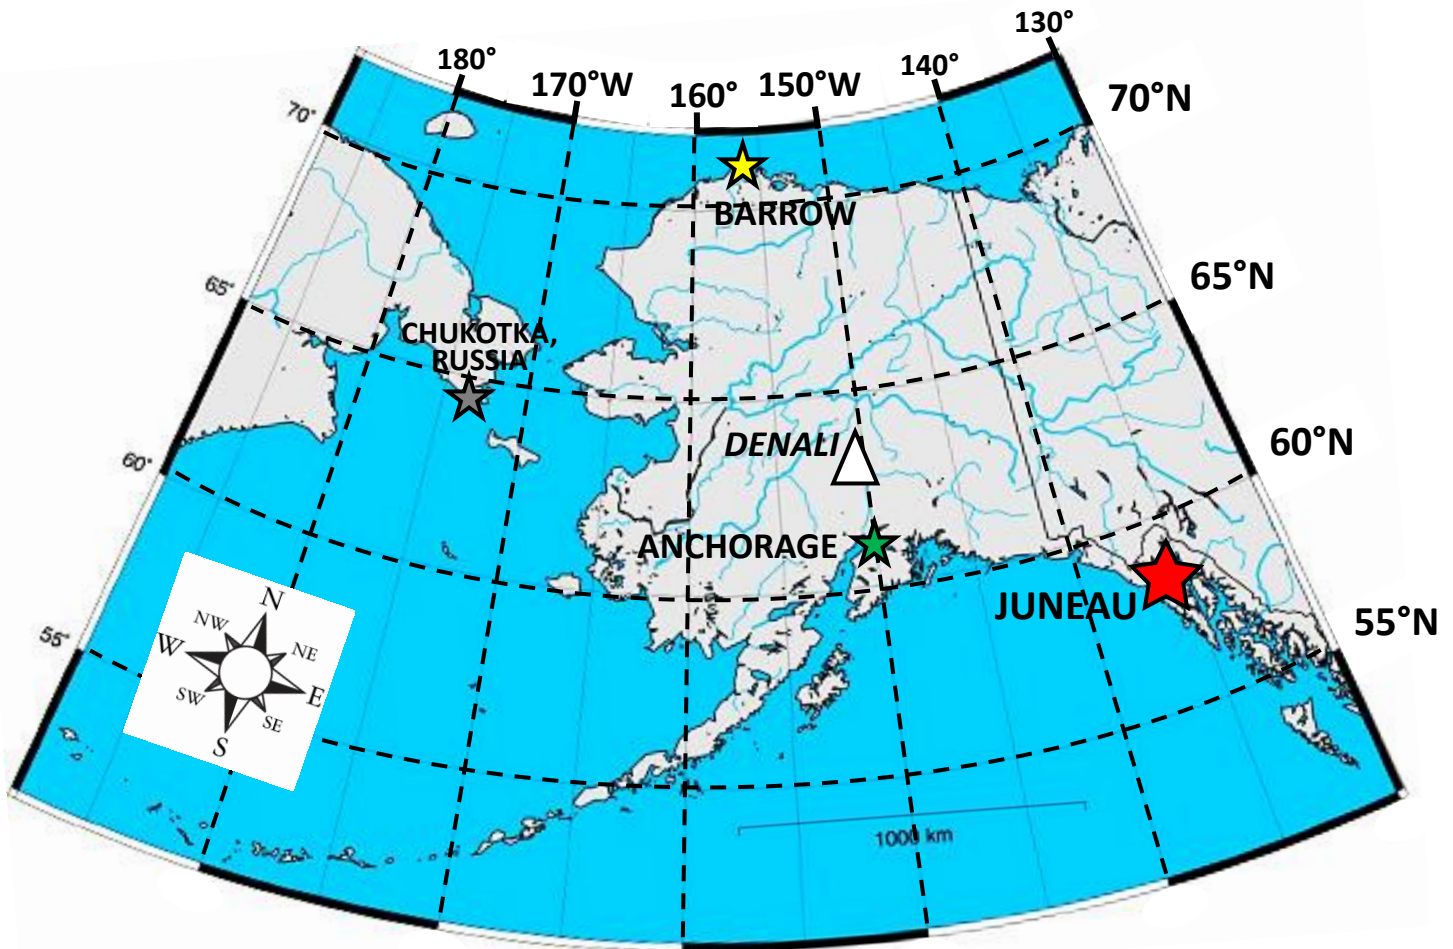 130°
180°
140°
170°W
150°W
160°
70°N
70°
BARROW
65°N
65°
CHUKOTKA,
RUSSIA
60°N
DENALI
60°
ANCHORAGE
N
NW
W
NE
SW
E
SE
S
JUNEAU
55°N
55°
1000 km